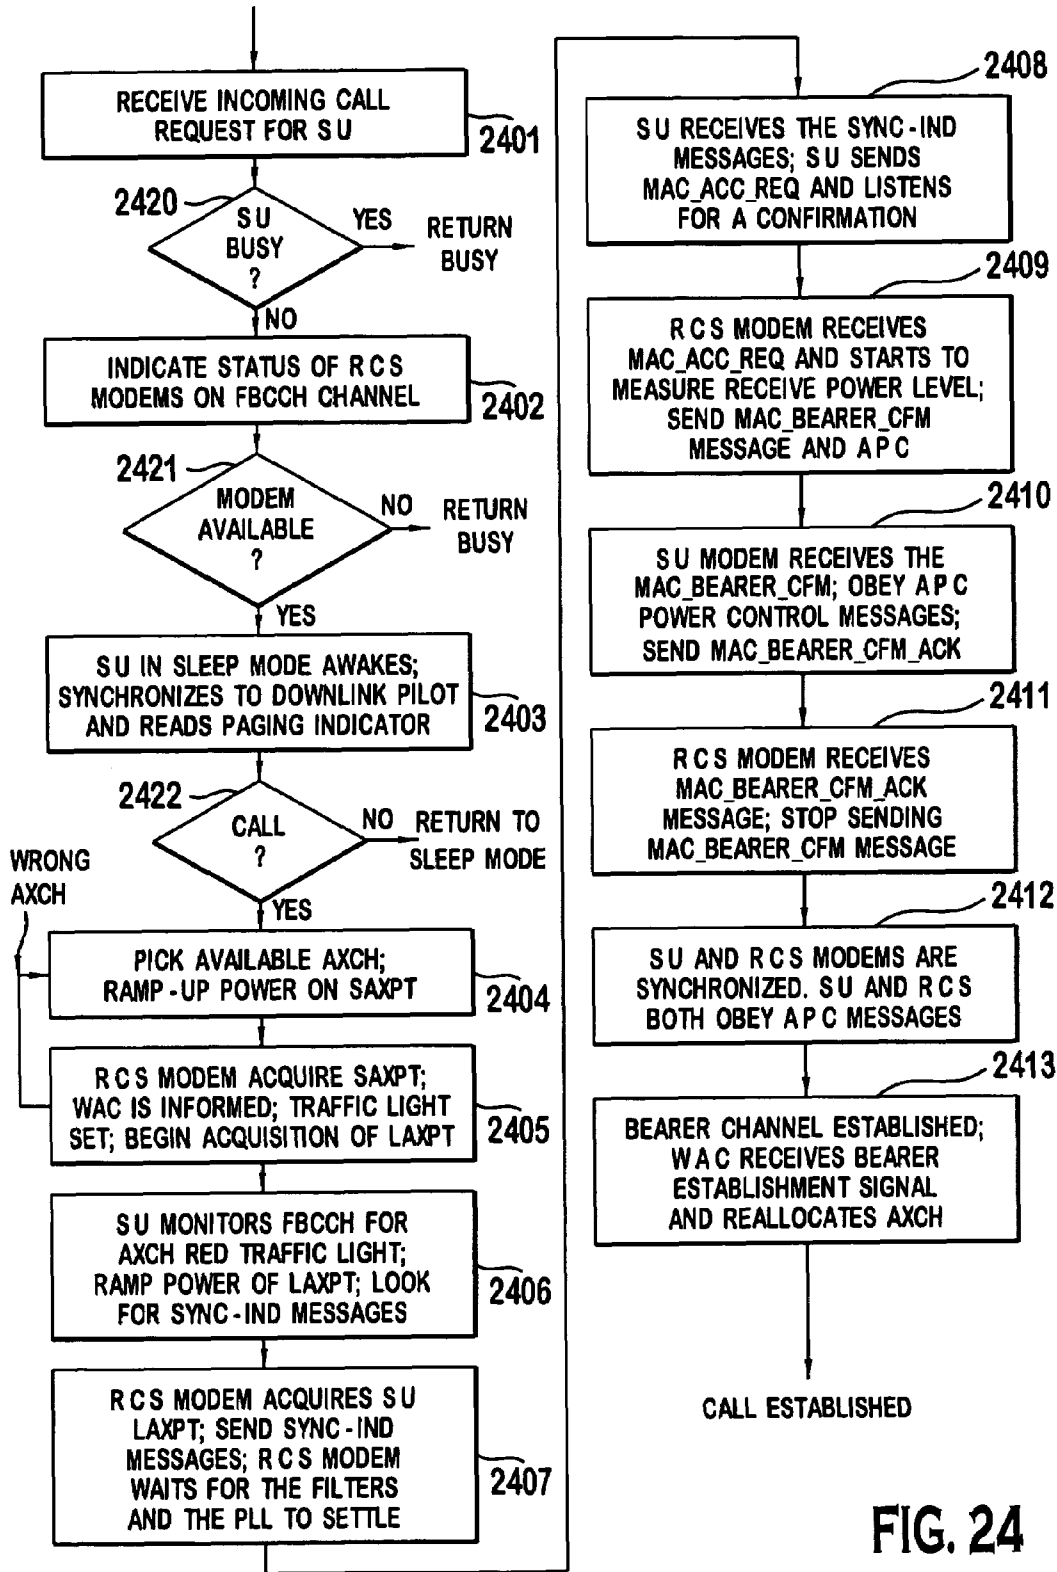 RECEIVE INCOMING CALL
REQUEST FOR SU
2401
2420
SU
BUSY
?
YES
RETURN
BUSY
NO
INDICATE STATUS OF RCS
MODEMS ON FBCCH CHANNEL
2402
2421
MODEM
AVAILABLE
?
NO
RETURN
BUSY
YES
SU IN SLEEP MODE AWAKES;
SYNCHRONIZES TO DOWNLINK PILOT
AND READS PAGING INDICATOR
2403
2422
CALL
?
NO
RETURN TO
SLEEP MODE
YES
WRONG
AXCH
PICK AVAILABLE AXCH;
RAMP-UP POWER ON SAXPT
2404
RCS MODEM ACQUIRE SAXPT;
WAC IS INFORMED; TRAFFIC LIGHT
SET; BEGIN ACQUISITION OF LAXPT
2405
SU MONITORS FBCCH FOR
AXCH RED TRAFFIC LIGHT;
RAMP POWER OF LAXPT; LOOK
FOR SYNC-IND MESSAGES
2406
RCS MODEM ACQUIRES SU
LAXPT; SEND SYNC-IND
MESSAGES; RCS MODEM
WAITS FOR THE FILTERS
AND THE PLL TO SETTLE
2407
2408
SU RECEIVES THE SYNC-IND
MESSAGES; SU SENDS
MAC_ACC_REQ AND LISTENS
FOR A CONFIRMATION
2409
RCS MODEM RECEIVES
MAC_ACC_REQ AND STARTS TO
MEASURE RECEIVE POWER LEVEL;
SEND MAC_BEARER_CFM
MESSAGE AND APC
2410
SU MODEM RECEIVES THE
MAC_BEARER_CFM; OBEY APC
POWER CONTROL MESSAGES;
SEND MAC_BEARER_CFM_ACK
2411
RCS MODEM RECEIVES
MAC_BEARER_CFM_ACK
MESSAGE; STOP SENDING
MAC_BEARER_CFM MESSAGE
2412
SU AND RCS MODEMS ARE
SYNCHRONIZED. SU AND RCS
BOTH OBEY APC MESSAGES
2413
BEARER CHANNEL ESTABLISHED;
WAC RECEIVES BEARER
ESTABLISHMENT SIGNAL
AND REALLOCATES AXCH
CALL ESTABLISHED
FIG. 24